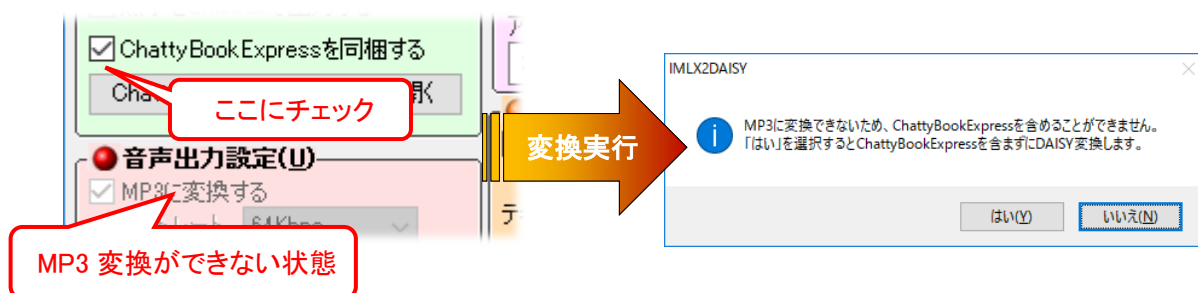 ChattyBookExpressを同梱する
Cha
ここにチェック
音声出力設定(U)
MP3に変換する
64Kbps
MP3 変換ができない状態
変換実行
IMLX2DAISY
MP3に変換できないため、ChattyBookExpressを含めることができません。
「はい」を選択するとChattyBookExpressを含まずにDAISY変換します。
はい(Y)
いいえ(N)